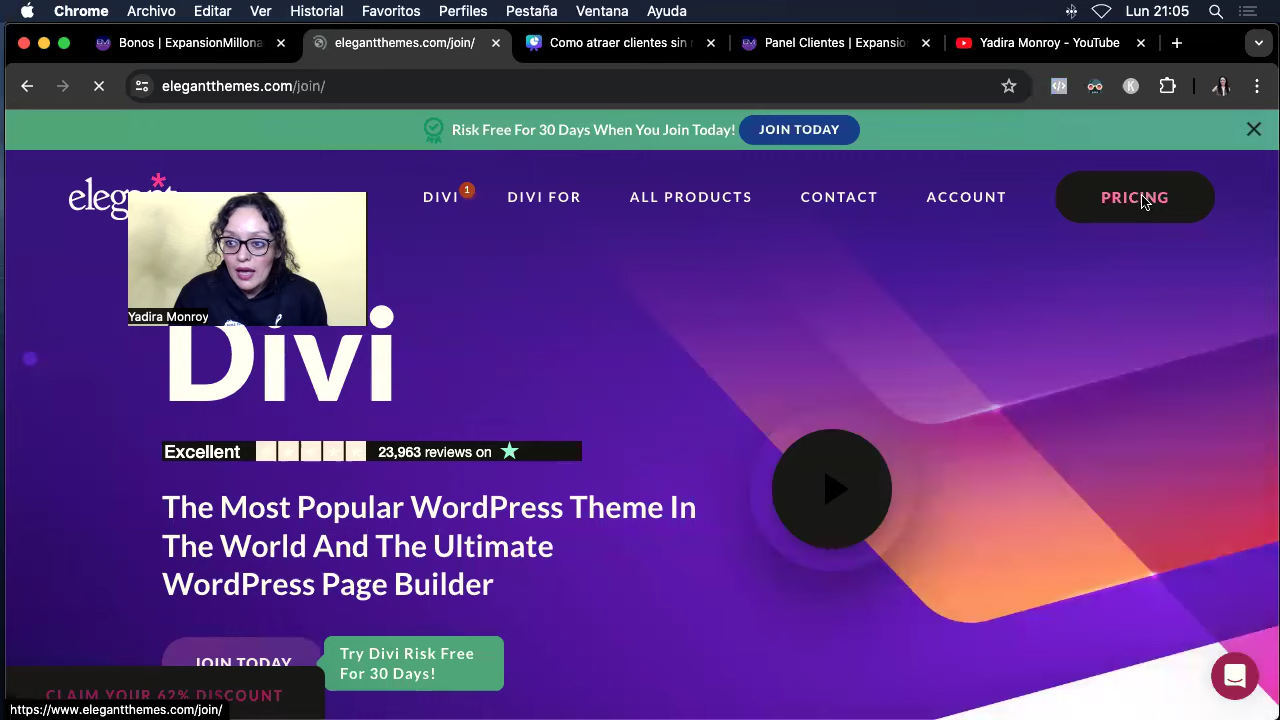 Chrome Archivo Editar Ver Historial Favoritos Perfiles Pestaña Ventana Ayuda Lun 21:05
Bonos | ExpansionMillona elegantthemes.com/join/ Como atraer clientes sin Panel Clientes | Expansio Yadira Monroy - YouTube
elegantthemes.com/join/
Risk Free For 30 Days When You Join Today! JOIN TODAY
elegant
DIVI 1 DIVI FOR ALL PRODUCTS CONTACT ACCOUNT PRICING
Yadira Monroy
Divi
Excellent 23,963 reviews on
The Most Popular WordPress Theme In
The World And The Ultimate
WordPress Page Builder
JOIN TODAY
Try Divi Risk Free
For 30 Days!
CLAIM YOUR 62% DISCOUNT
https://www.elegantthemes.com/join/